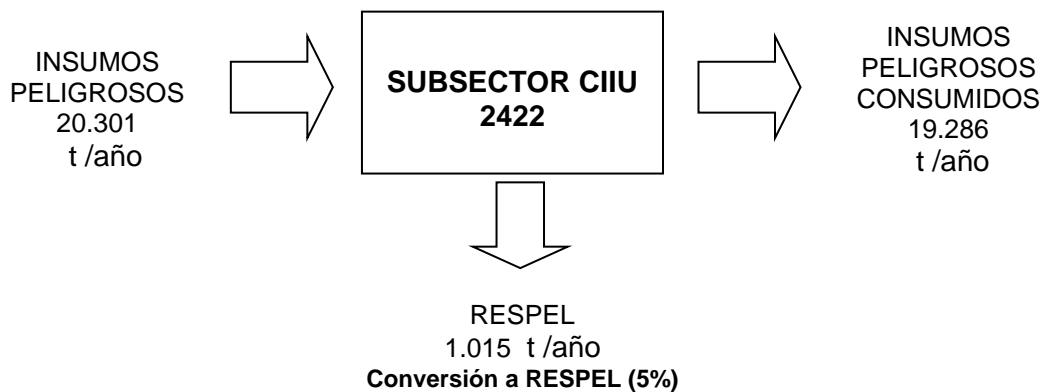 INSUMOS
PELIGROSOS
20.301
t /año
SUBSECTOR CIIU
2422
INSUMOS
PELIGROSOS
CONSUMIDOS
19.286
t /año
RESPEL
1.015 t /año
Conversión a RESPEL (5%)